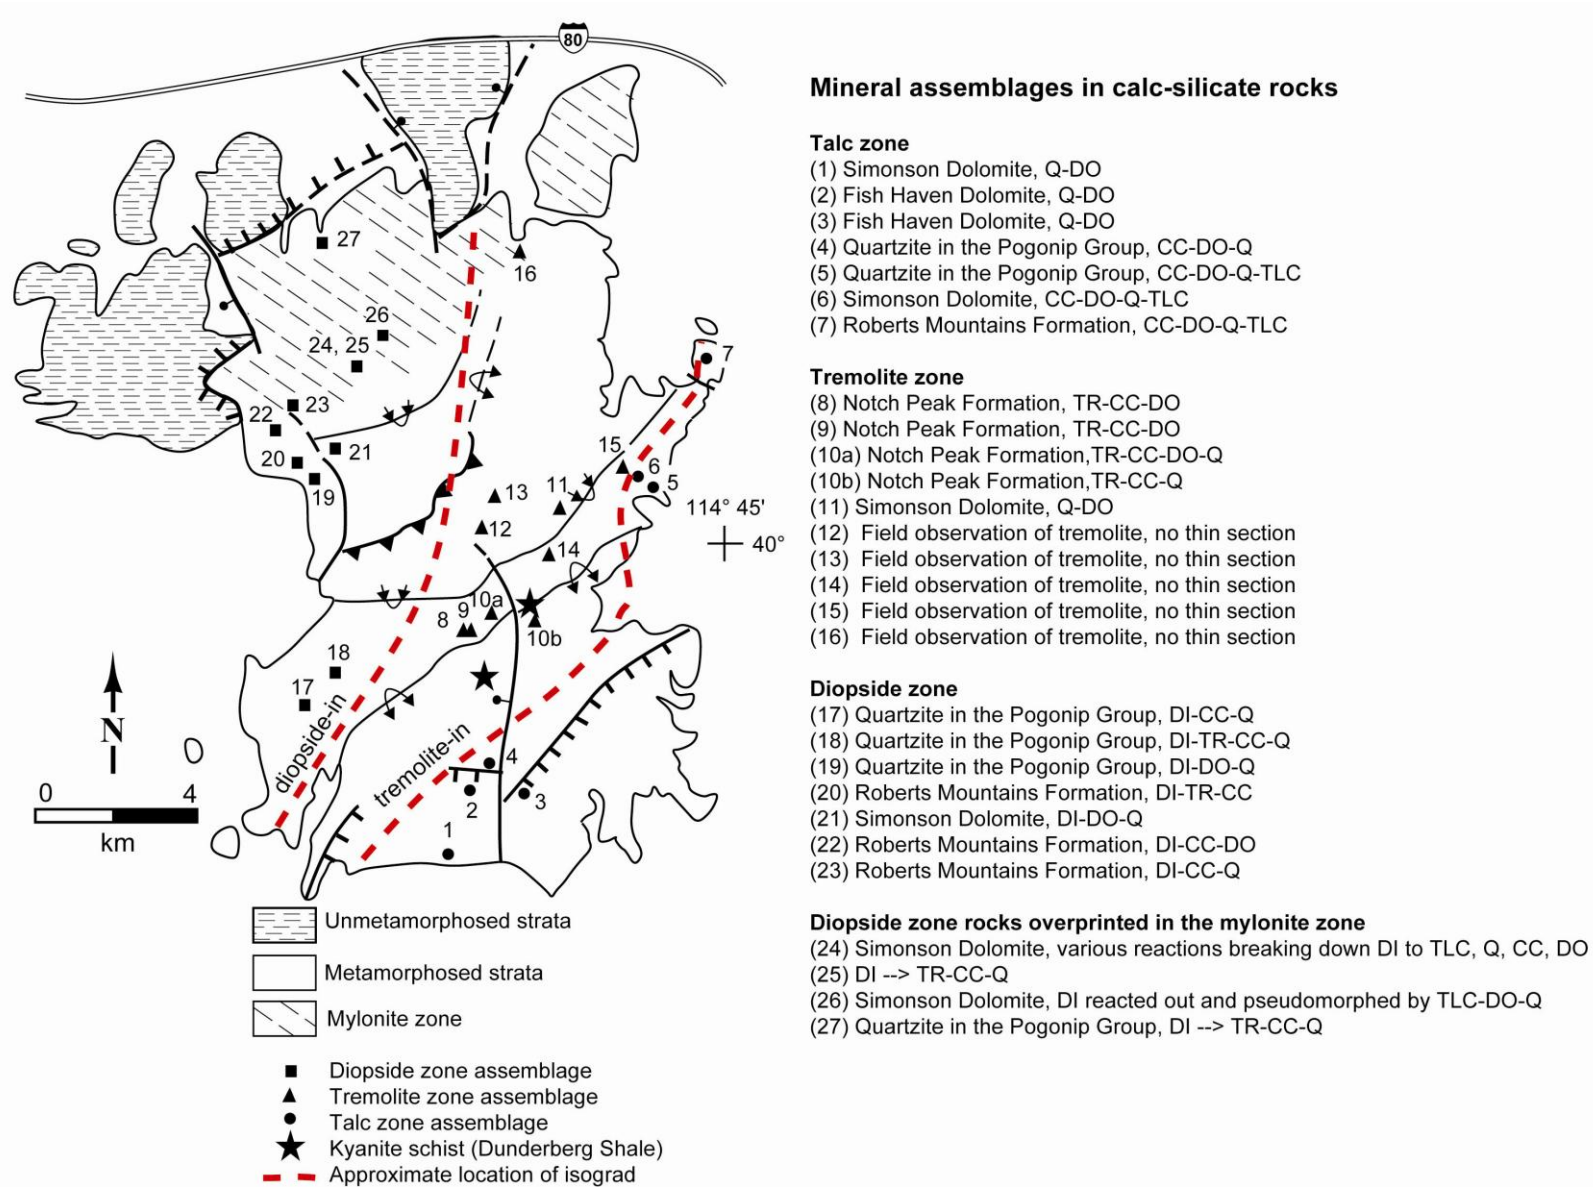 80
27
16
26
24, 25
7
23
22
21
20
19
15
6
5
13
11
12
14
114° 45'
40°
10a
9
8
10b
18
17
N
diopside-in
tremolite-in
4
2
3
1
0 4
km
Unmetamorphosed strata
Metamorphosed strata
Mylonite zone
Diopside zone assemblage
Tremolite zone assemblage
Talc zone assemblage
Kyanite schist (Dunderberg Shale)
Approximate location of isograd
Mineral assemblages in calc-silicate rocks
Talc zone
(1) Simonson Dolomite, Q-DO
(2) Fish Haven Dolomite, Q-DO
(3) Fish Haven Dolomite, Q-DO
(4) Quartzite in the Pogonip Group, CC-DO-Q
(5) Quartzite in the Pogonip Group, CC-DO-Q-TLC
(6) Simonson Dolomite, CC-DO-Q-TLC
(7) Roberts Mountains Formation, CC-DO-Q-TLC
Tremolite zone
(8) Notch Peak Formation, TR-CC-DO
(9) Notch Peak Formation, TR-CC-DO
(10a) Notch Peak Formation,TR-CC-DO-Q
(10b) Notch Peak Formation,TR-CC-Q
(11) Simonson Dolomite, Q-DO
(12) Field observation of tremolite, no thin section
(13) Field observation of tremolite, no thin section
(14) Field observation of tremolite, no thin section
(15) Field observation of tremolite, no thin section
(16) Field observation of tremolite, no thin section
Diopside zone
(17) Quartzite in the Pogonip Group, DI-CC-Q
(18) Quartzite in the Pogonip Group, DI-TR-CC-Q
(19) Quartzite in the Pogonip Group, DI-DO-Q
(20) Roberts Mountains Formation, DI-TR-CC
(21) Simonson Dolomite, DI-DO-Q
(22) Roberts Mountains Formation, DI-CC-DO
(23) Roberts Mountains Formation, DI-CC-Q
Diopside zone rocks overprinted in the mylonite zone
(24) Simonson Dolomite, various reactions breaking down DI to TLC, Q, CC, DO
(25) DI --> TR-CC-Q
(26) Simonson Dolomite, DI reacted out and pseudomorphed by TLC-DO-Q
(27) Quartzite in the Pogonip Group, DI --> TR-CC-Q